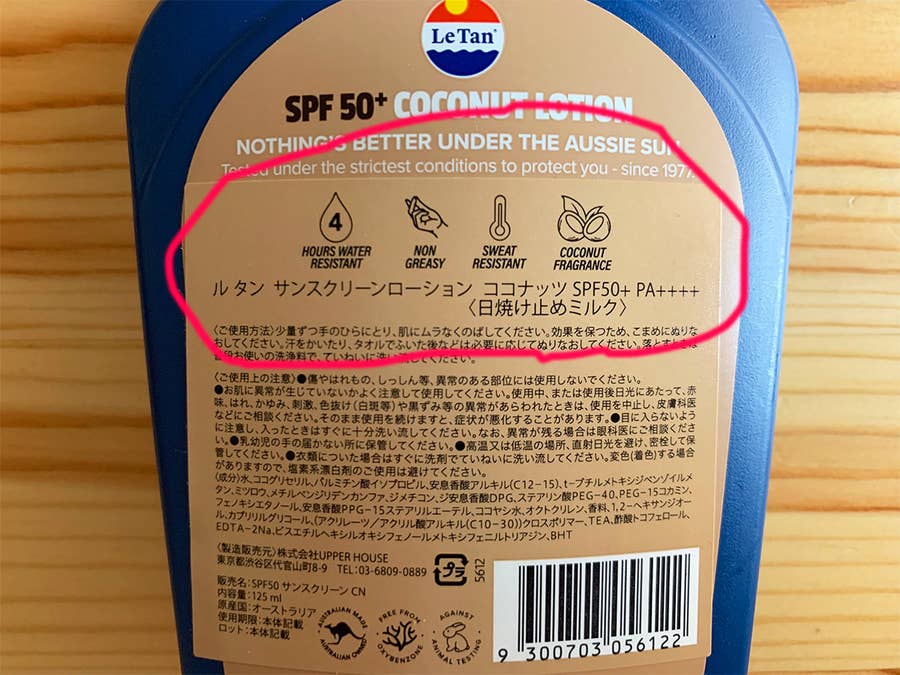 Le Tan®
SPF 50+ COCONUT LOTION
NOTHING'S BETTER UNDER THE AUSSIE SUN
Tested under the strictest conditions to protect you - since 1977.
4
HOURS WATER RESISTANT
NON GREASY
SWEAT RESISTANT
COCONUT FRAGRANCE
ル タン サンスクリーンローション ココナッツ SPF50+ PA++++
〈日焼け止めミルク〉
〈ご使用方法〉少量ずつ手のひらにとり、肌にムラなくのばしてください。効果を保つため、こまめにぬりな
おしてください。汗をかいたり、タオルでふいた後などは必要に応じてぬりなおしてください。落とすときは
普段お使いの洗浄料で、ていねいに洗い流してください。
〈ご使用上の注意〉●傷やはれもの、しっしん等、異常のある部位には使用しないでください。
●お肌に異常が生じていないかよく注意して使用してください。使用中、または使用後日光にあたって、赤
味、はれ、かゆみ、刺激、色抜け(白斑等)や黒ずみ等の異常があらわれたときは、使用を中止し、皮膚科医
などにご相談ください。そのまま使用を続けますと、症状が悪化することがあります。●目に入らないよう
に注意し、入ったときはすぐに十分洗い流してください。なお、異常が残る場合は眼科医にご相談くださ
い。●乳幼児の手の届かない所に保管してください。●高温又は低温の場所、直射日光を避け、密栓して保
管してください。●衣類についた場合はすぐに洗剤でていねいに洗い流してください。変色(着色)する場合
がありますので、塩素系漂白剤のご使用は避けてください。
〈成分〉水、ココグリセリル、パルミチン酸イソプロピル、安息香酸アルキル(C12-15)、t-ブチルメトキシジベンゾイルメ
タン、ミツロウ、メチルベンジリデンカンファ、ジメチコン、ジ安息香酸DPG、ステアリン酸PEG-40、PEG-15コカミン、
フェノキシエタノール、安息香酸PPG-15ステアリルエーテル、ココヤシ水、オクトクリレン、香料、1,2-ヘキサンジオー
ル、カプリリルグリコール、(アクリレーツ/アクリル酸アルキル(C10-30))クロスポリマー、TEA、酢酸トコフェロール、
EDTA-2Na、ビスエチルヘキシルオキシフェノールメトキシフェニルトリアジン、BHT
〈製造販売元〉株式会社UPPER HOUSE
東京都渋谷区代官山町8-9 TEL:03-6809-0889
プラ
5612
販売名:SPF50 サンスクリーン CN
内容量:125 ml
原産国:オーストラリア
使用期限:本体記載
ロット:本体記載
AUSTRALIAN MADE
AUSTRALIAN OWNED
FREE FROM OXYBENZONE
AGAINST ANIMAL TESTING
9 300703 056122